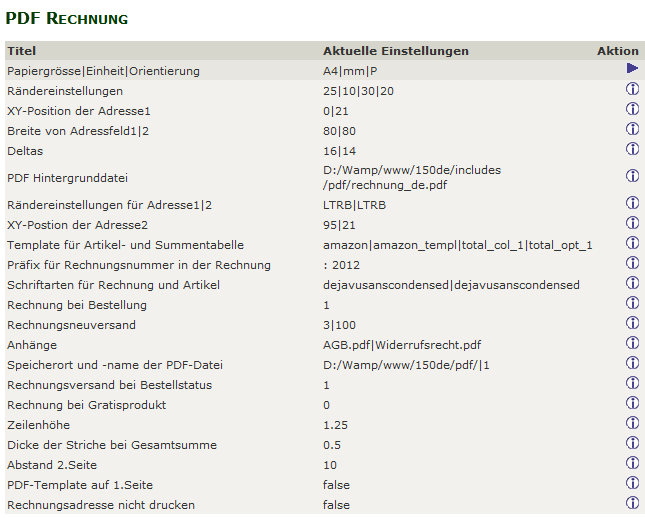 PDF Rechnung
Titel Aktuelle Einstellungen Aktion
Papiergrösse|Einheit|Orientierung A4|mm|P
Rändereinstellungen 25|10|30|20
XY-Position der Adresse1 0|21
Breite von Adressfeld1|2 80|80
Deltas 16|14
PDF Hintergrunddatei D:/Wamp/www/150de/includes
/pdf/rechnung_de.pdf
Rändereinstellungen für Adresse1|2 LTRB|LTRB
XY-Postion der Adresse2 95|21
Template für Artikel- und Summentabelle amazon|amazon_templ|total_col_1|total_opt_1
Präfix für Rechnungsnummer in der Rechnung : 2012
Schriftarten für Rechnung und Artikel dejavusanscondensed|dejavusanscondensed
Rechnung bei Bestellung 1
Rechnungsneuversand 3|100
Anhänge AGB.pdf|Widerrufsrecht.pdf
Speicherort und -name der PDF-Datei D:/Wamp/www/150de/pdf/|1
Rechnungsversand bei Bestellstatus 1
Rechnung bei Gratisprodukt 0
Zeilenhöhe 1.25
Dicke der Striche bei Gesamtsumme 0.5
Abstand 2.Seite 10
PDF-Template auf 1.Seite false
Rechnungsadresse nicht drucken false